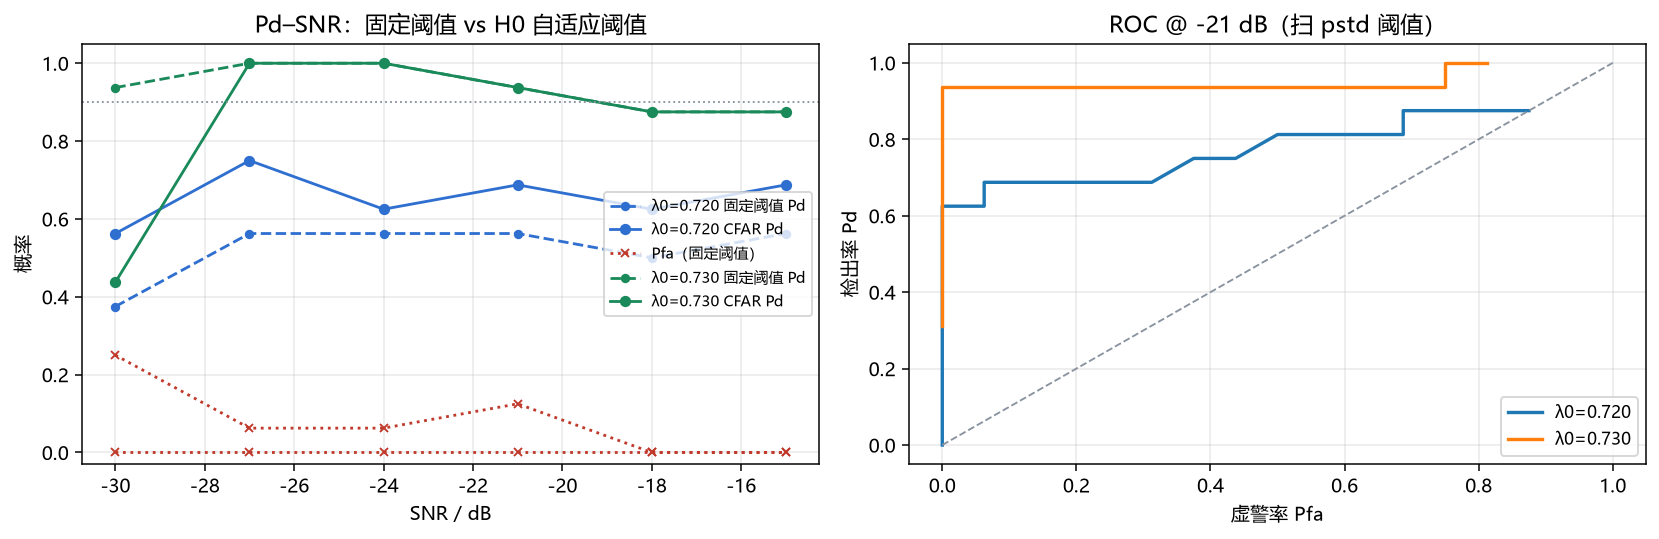 Pd–SNR：固定阈值 vs H0 自适应阈值
概率
1.0
0.8
0.6
0.4
0.2
0.0
-30
-28
-26
-24
-22
-20
-18
-16
SNR / dB
λ0=0.720 固定阈值 Pd
λ0=0.720 CFAR Pd
Pfa（固定阈值）
λ0=0.730 固定阈值 Pd
λ0=0.730 CFAR Pd
ROC @ -21 dB（扫 pstd 阈值）
检出率 Pd
1.0
0.8
0.6
0.4
0.2
0.0
0.0
0.2
0.4
0.6
0.8
1.0
虚警率 Pfa
λ0=0.720
λ0=0.730